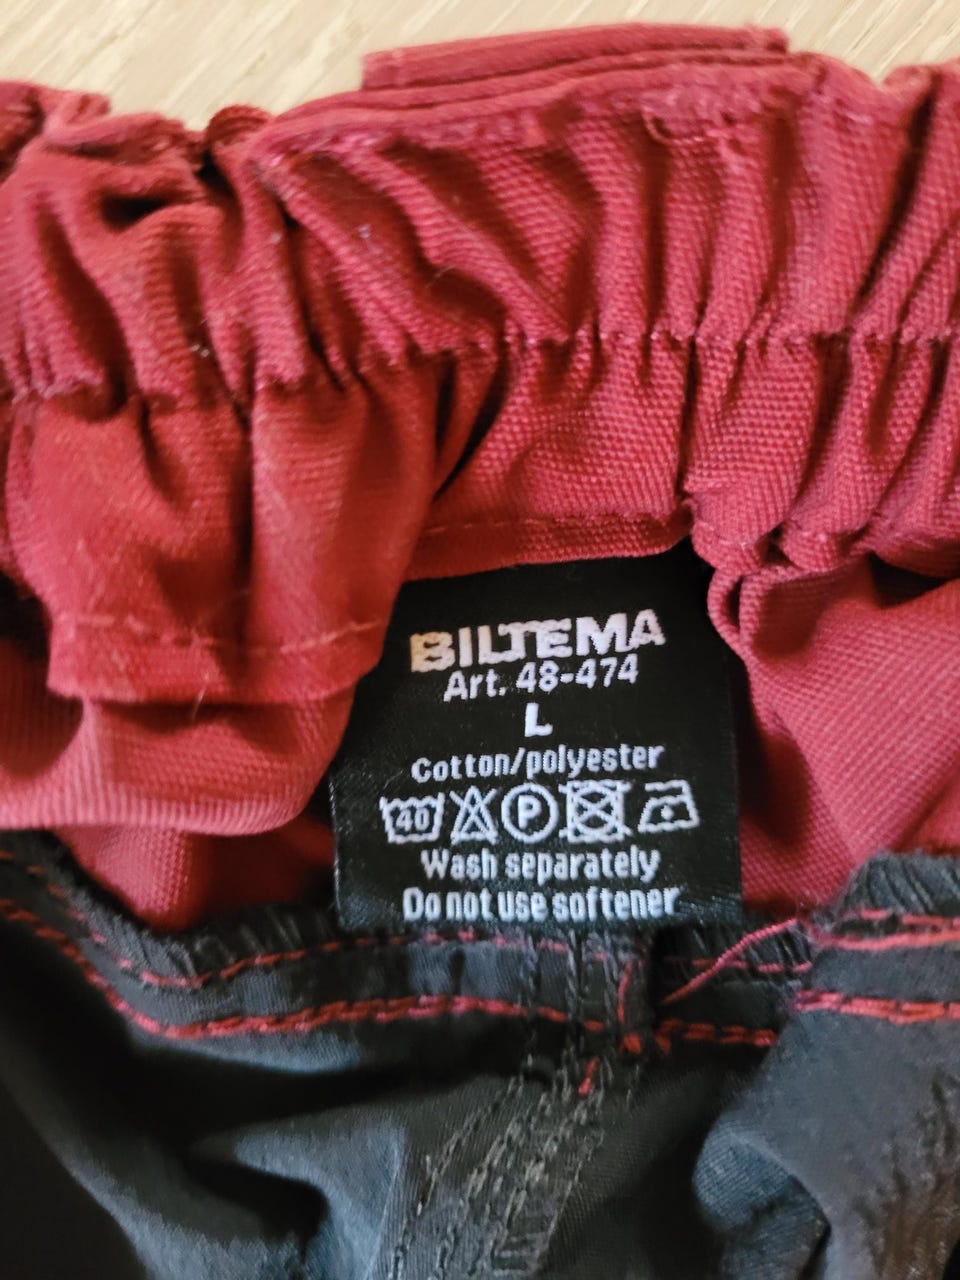 BILTEMA
Art. 48-474
L
Cotton/polyester
40 P
Wash separately
Do not use softener